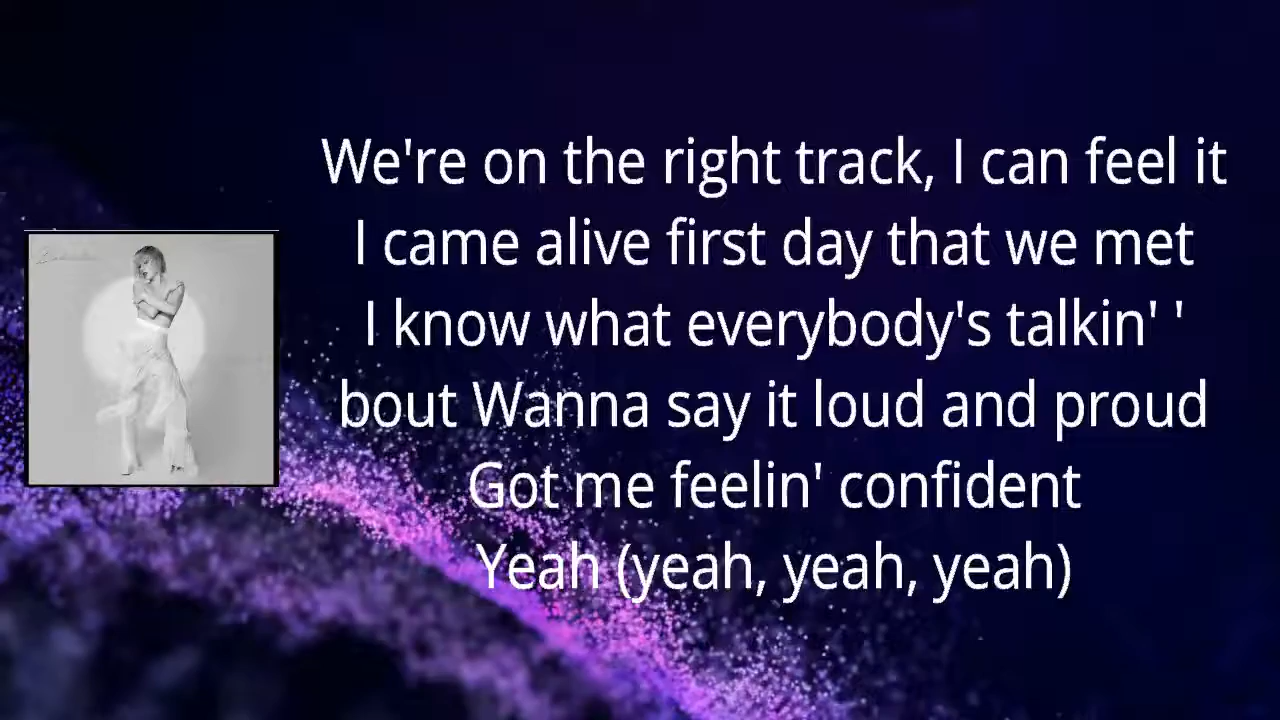 We're on the right track, I can feel it
I came alive first day that we met
I know what everybody's talkin' '
bout Wanna say it loud and proud
Got me feelin' confident
Yeah (yeah, yeah, yeah)